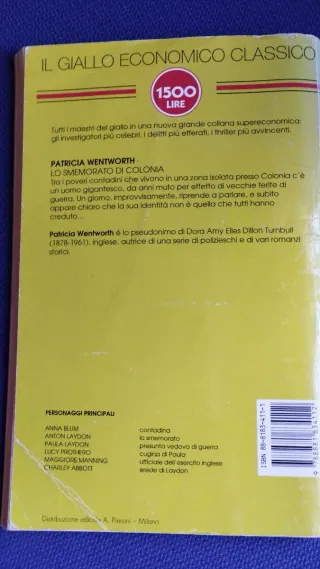 IL GIALLO ECONOMICO CLASSICO
1500
LIRE
Tutti i maestri del giallo in una nuova grande collana supereconomica:
gli investigatori più celebri, i delitti più efferati, i thriller più avvincenti.
PATRICIA WENTWORTH
LO SMEMORATO DI COLONIA
Tra i poveri contadini che vivono in una zona isolata presso Colonia c'è
un uomo gigantesco, da anni muto per effetto di vecchie ferite di
guerra. Un giorno, improvvisamente, riprende a parlare, e subito
appare chiaro che la sua identità non è quella che tutti hanno
creduto...
Patricia Wentworth è lo pseudonimo di Dora Amy Elles Dillon Turnbull
(1878-1961), inglese, autrice di una serie di polizieschi e di vari romanzi
storici.
PERSONAGGI PRINCIPALI
ANNA BLUM contadina
ANTON LAYDON lo smemorato
PAULA LAYDON presunta vedova di guerra
LUCY PROTHERO cugina di Paula
MAGGIORE MANNING ufficiale dell'esercito inglese
CHARLEY ABBOTT erede di Laydon
ISBN 88-8183-411-1
Distribuzione A. Pieroni – Milano